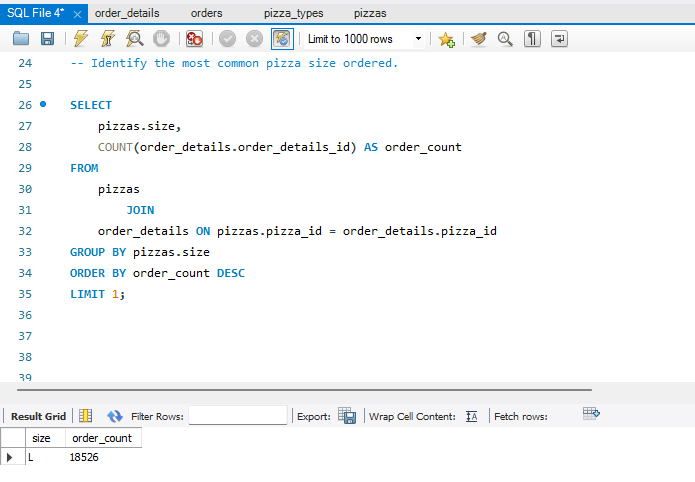 SQL File 4* × order_details orders pizza_types pizzas
Limit to 1000 rows
24 -- Identify the most common pizza size ordered.
25
26 SELECT
27 pizzas.size,
28 COUNT(order_details.order_details_id) AS order_count
29 FROM
30 pizzas
31 JOIN
32 order_details ON pizzas.pizza_id = order_details.pizza_id
33 GROUP BY pizzas.size
34 ORDER BY order_count DESC
35 LIMIT 1;
36
37
38
39
Result Grid Filter Rows: Export: Wrap Cell Content: Fetch rows:
size order_count
L 18526